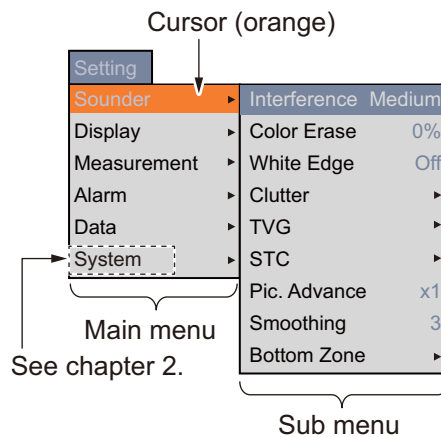 Cursor (orange)
Setting
Sounder
Display
Measurement
Alarm
Data
System
Interference Medium
Color Erase 0%
White Edge Off
Clutter
TVG
STC
Pic. Advance x1
Smoothing 3
Bottom Zone
Main menu
See chapter 2.
Sub menu